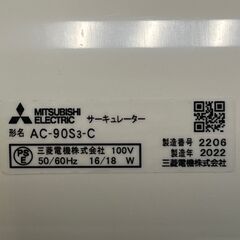 MITSUBISHI ELECTRIC サーキュレーター
形名 AC-90S3-C
PSE 三菱電機株式会社 100V
50/60Hz 16/18 W
製造番号 2206
製造年 2022
三菱電機株式会社